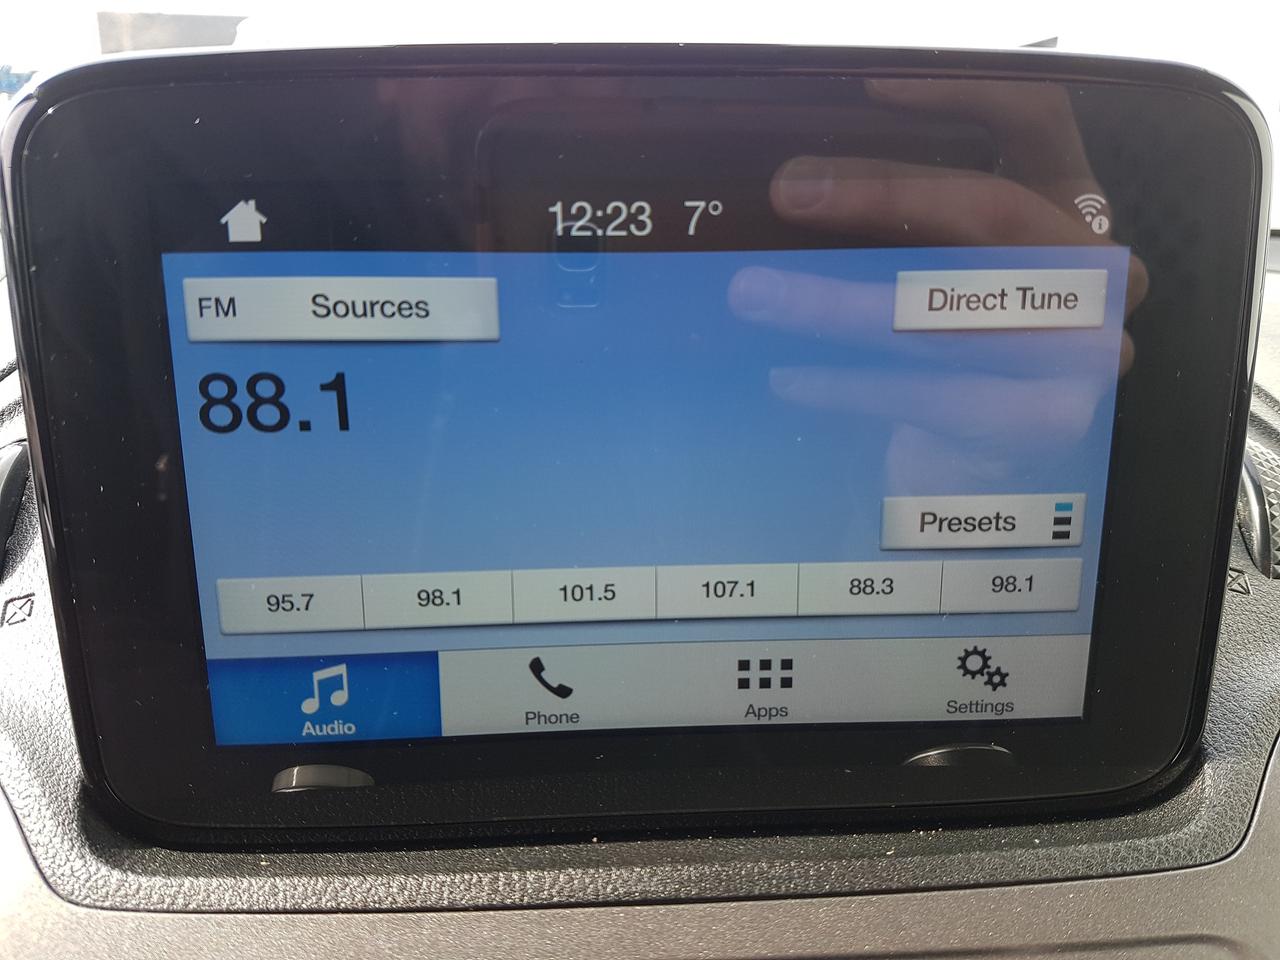 12:23 7°
FM Sources
Direct Tune
88.1
Presets
95.7 98.1 101.5 107.1 88.3 98.1
Audio Phone Apps Settings